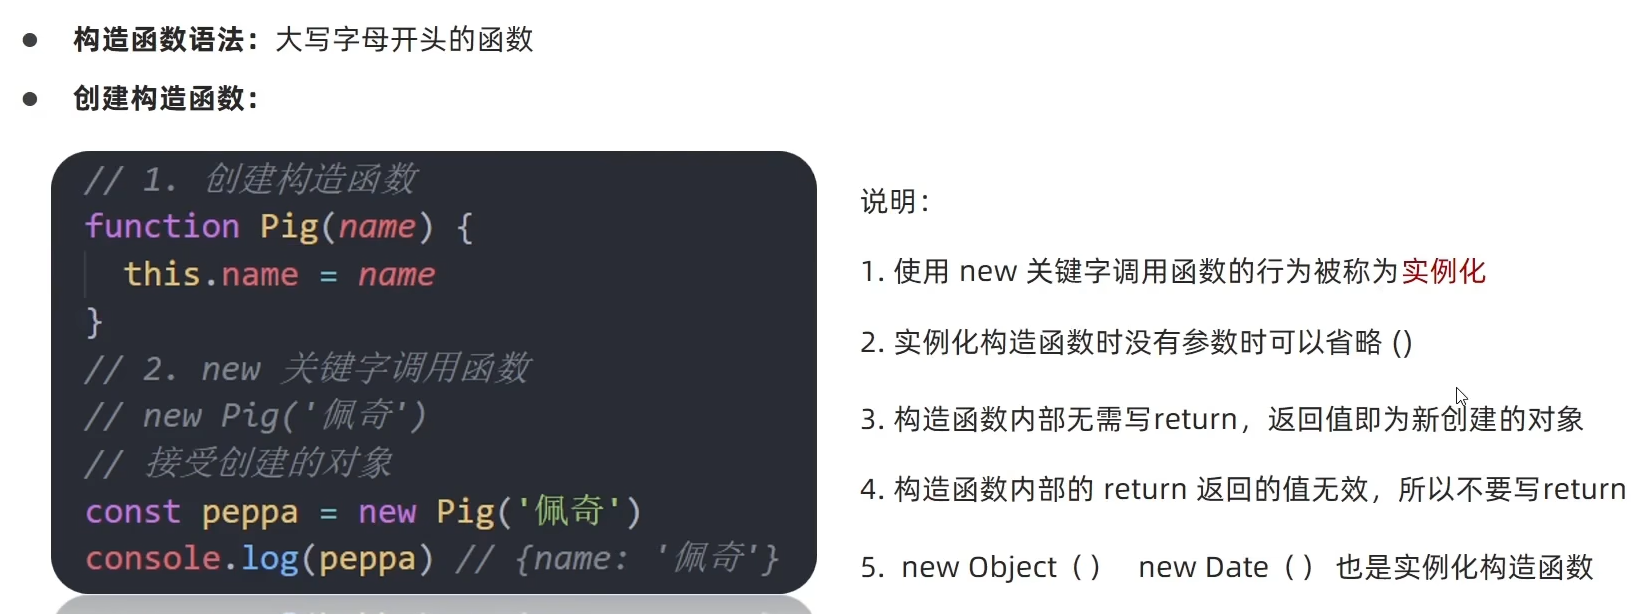 构造函数语法：大写字母开头的函数
创建构造函数：
// 1. 创建构造函数
function Pig(name) {
this.name = name
}
// 2. new 关键字调用函数
// new Pig('佩奇')
// 接受创建的对象
const peppa = new Pig('佩奇')
console.log(peppa) // {name: '佩奇'}
说明：
1. 使用 new 关键字调用函数的行为被称为实例化
2. 实例化构造函数时没有参数时可以省略 ()
3. 构造函数内部无需写return，返回值即为新创建的对象
4. 构造函数内部的 return 返回的值无效，所以不要写return
5. new Object（） new Date（） 也是实例化构造函数